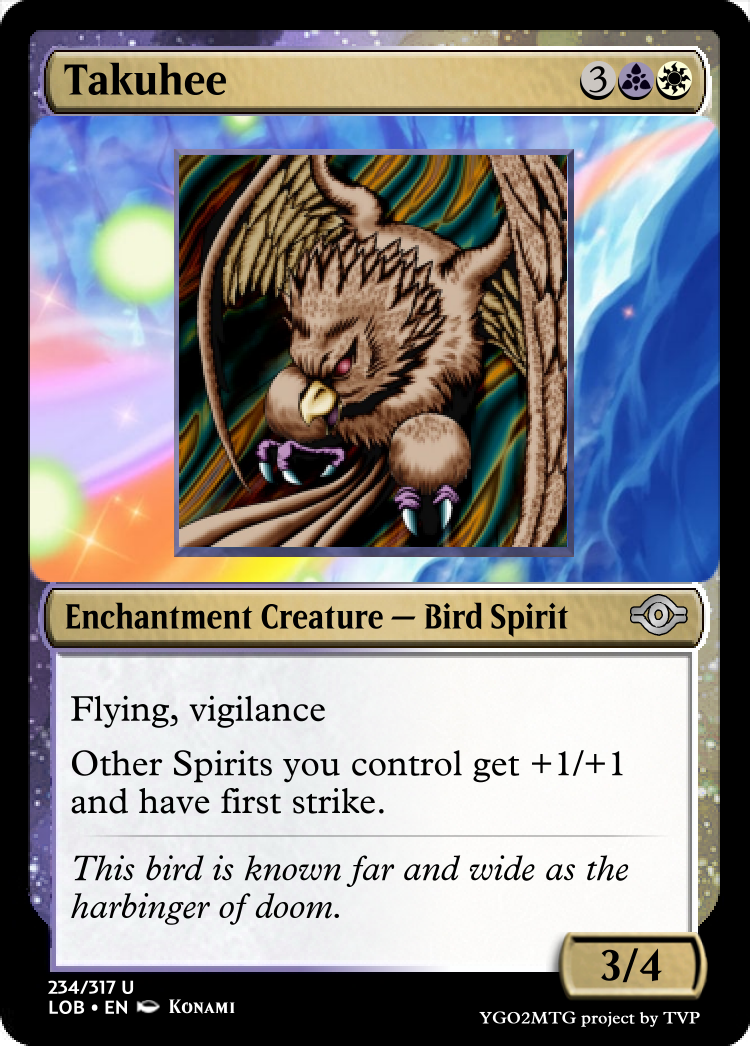 Takuhee
3
Enchantment Creature — Bird Spirit
Flying, vigilance
Other Spirits you control get +1/+1
and have first strike.
This bird is known far and wide as the
harbinger of doom.
3/4
234/317 U
LOB • EN Konami
YGO2MTG project by TVP